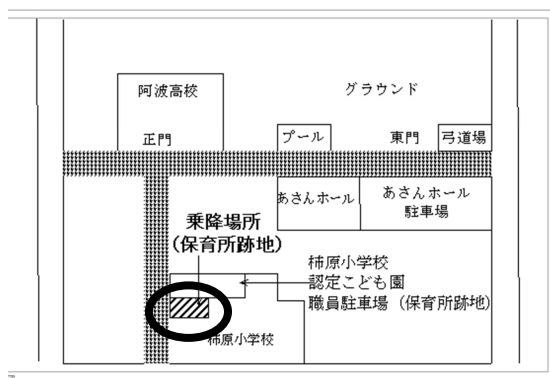 阿波高校
グラウンド
正門
プール
東門
弓道場
あさんホール
あさんホール
駐車場
乗降場所
(保育所跡地)
柿原小学校
認定こども園
職員駐車場(保育所跡地)
柿原小学校